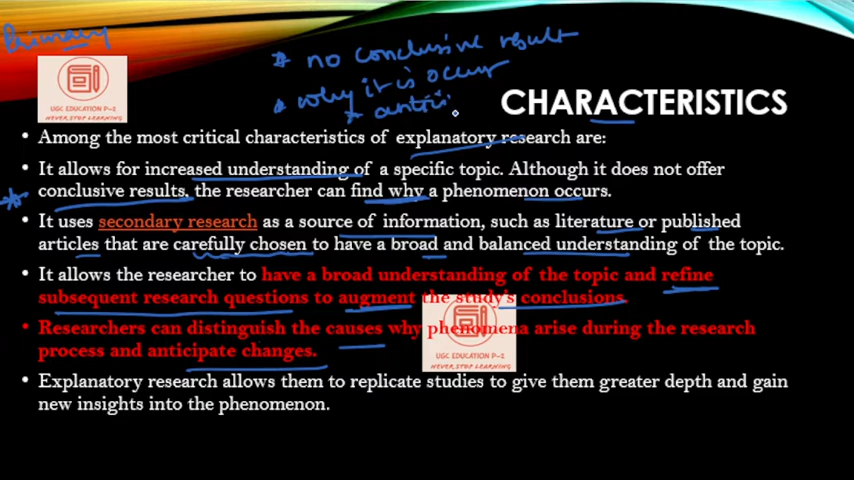 Primary
* no conclusive result
* why it is occur
* antici
UGC EDUCATION P-1
NEVER STOP LEARNING
CHARACTERISTICS
• Among the most critical characteristics of explanatory research are:
• It allows for increased understanding of a specific topic. Although it does not offer
conclusive results, the researcher can find why a phenomenon occurs.
• It uses secondary research as a source of information, such as literature or published
articles that are carefully chosen to have a broad and balanced understanding of the topic.
• It allows the researcher to have a broad understanding of the topic and refine
subsequent research questions to augment the study's conclusions.
• Researchers can distinguish the causes why phenomena arise during the research
process and anticipate changes.
UGC EDUCATION P-1
NEVER STOP LEARNING
• Explanatory research allows them to replicate studies to give them greater depth and gain
new insights into the phenomenon.